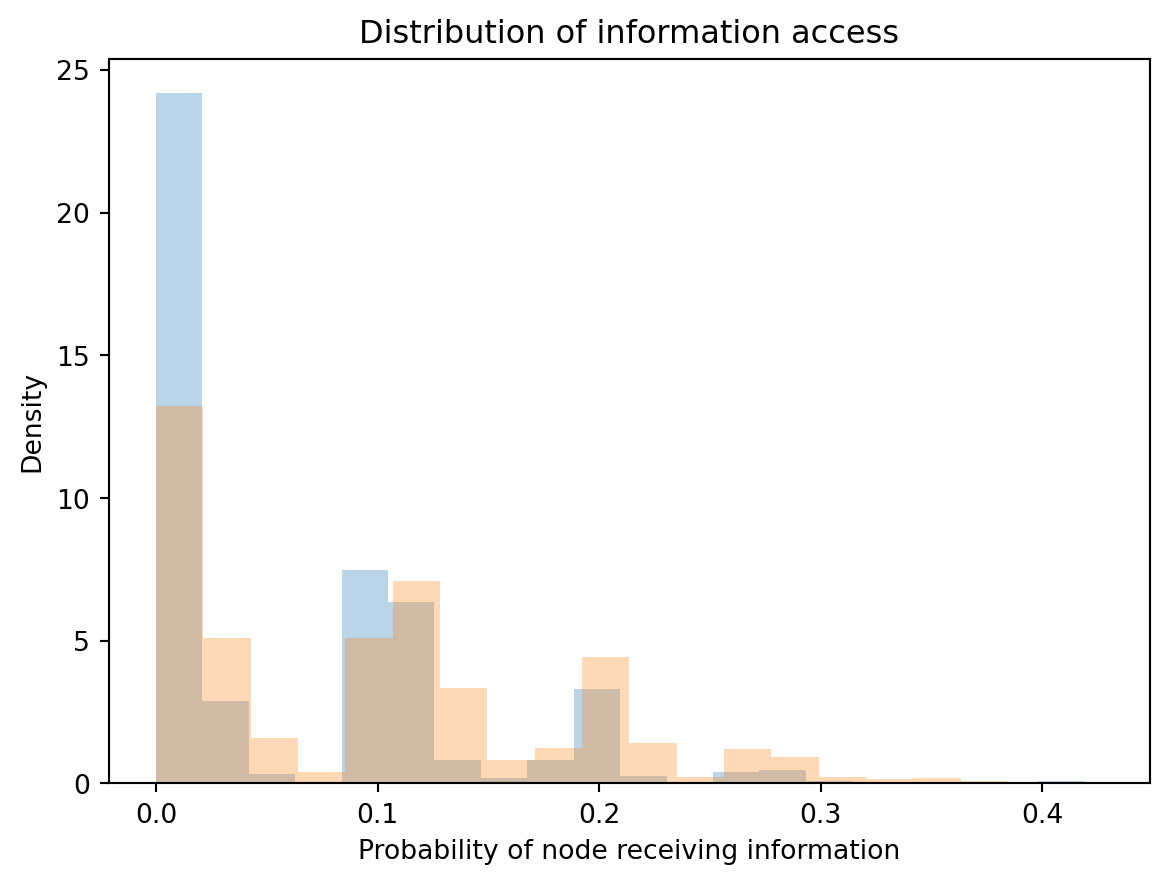 Distribution of information access
25
20
15
10
5
0
Density
0.0 0.1 0.2 0.3 0.4
Probability of node receiving information